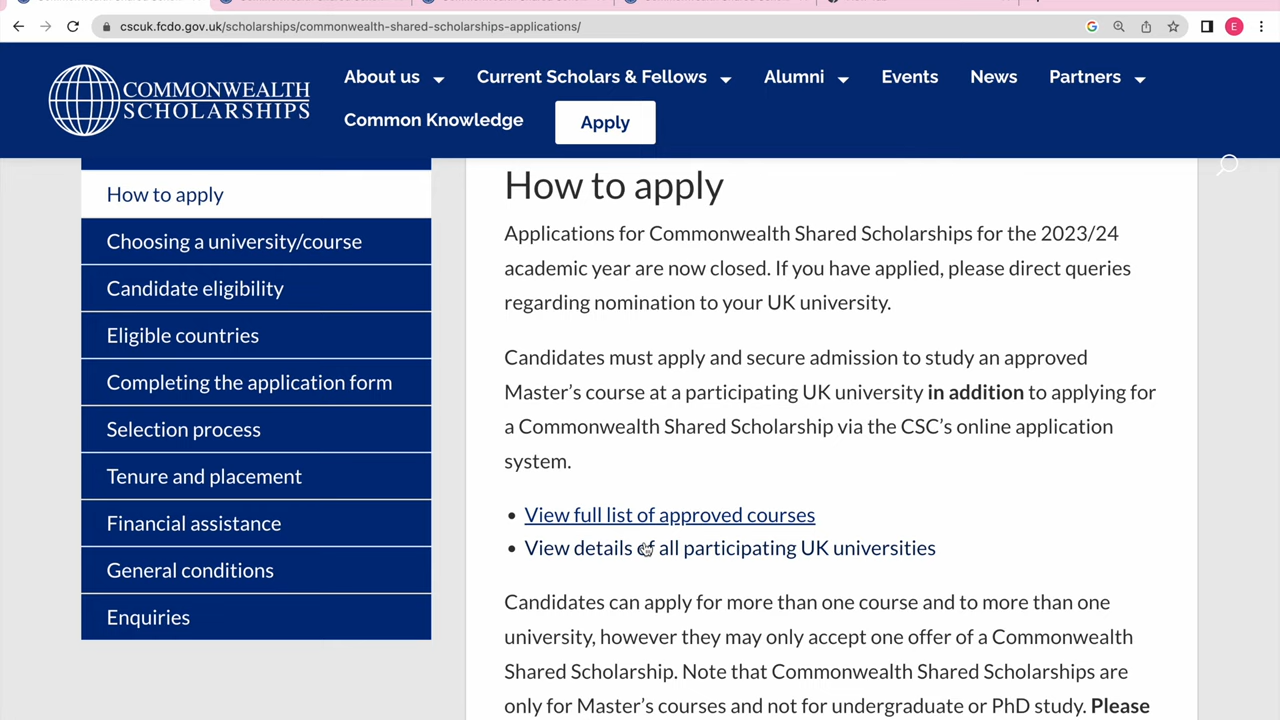 cscuk.fcdo.gov.uk/scholarships/commonwealth-shared-scholarships-applications/
E
COMMONWEALTH
SCHOLARSHIPS
About us
Current Scholars & Fellows
Alumni
Events
News
Partners
Common Knowledge
Apply
How to apply
Choosing a university/course
Candidate eligibility
Eligible countries
Completing the application form
Selection process
Tenure and placement
Financial assistance
General conditions
Enquiries
How to apply
Applications for Commonwealth Shared Scholarships for the 2023/24
academic year are now closed. If you have applied, please direct queries
regarding nomination to your UK university.
Candidates must apply and secure admission to study an approved
Master’s course at a participating UK university in addition to applying for
a Commonwealth Shared Scholarship via the CSC’s online application
system.
• View full list of approved courses
• View details of all participating UK universities
Candidates can apply for more than one course and to more than one
university, however they may only accept one offer of a Commonwealth
Shared Scholarship. Note that Commonwealth Shared Scholarships are
only for Master’s courses and not for undergraduate or PhD study. Please